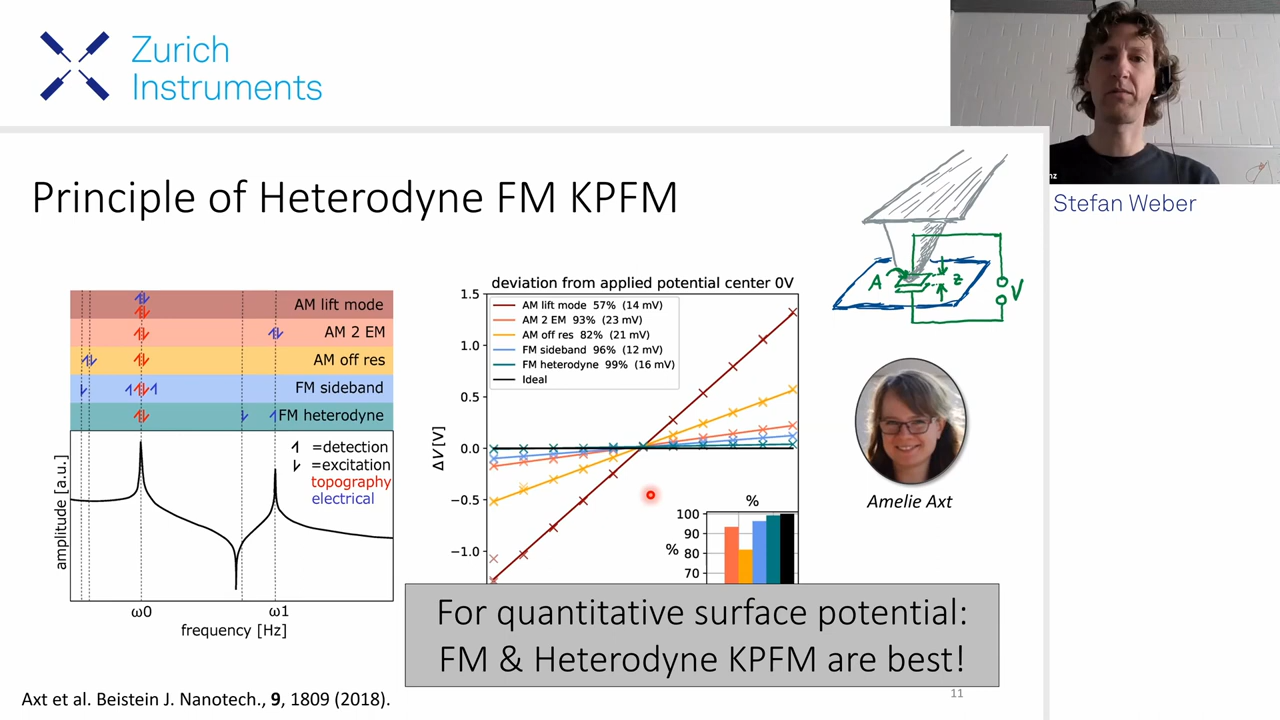 Zurich
Instruments
nz
Stefan Weber
Principle of Heterodyne FM KPFM
A
z
V
AM lift mode
AM 2 EM
AM off res
FM sideband
FM heterodyne
=detection
=excitation
topography
electrical
amplitude [a.u.]
ω0
ω1
frequency [Hz]
deviation from applied potential center 0V
1.5
1.0
0.5
0.0
−0.5
−1.0
ΔV[V]
AM lift mode 57% (14 mV)
AM 2 EM 93% (23 mV)
AM off res 82% (21 mV)
FM sideband 96% (12 mV)
FM heterodyne 99% (16 mV)
Ideal
%
100
90
80
70
%
Amelie Axt
For quantitative surface potential:
FM & Heterodyne KPFM are best!
Axt et al. Beistein J. Nanotech., 9, 1809 (2018).
11